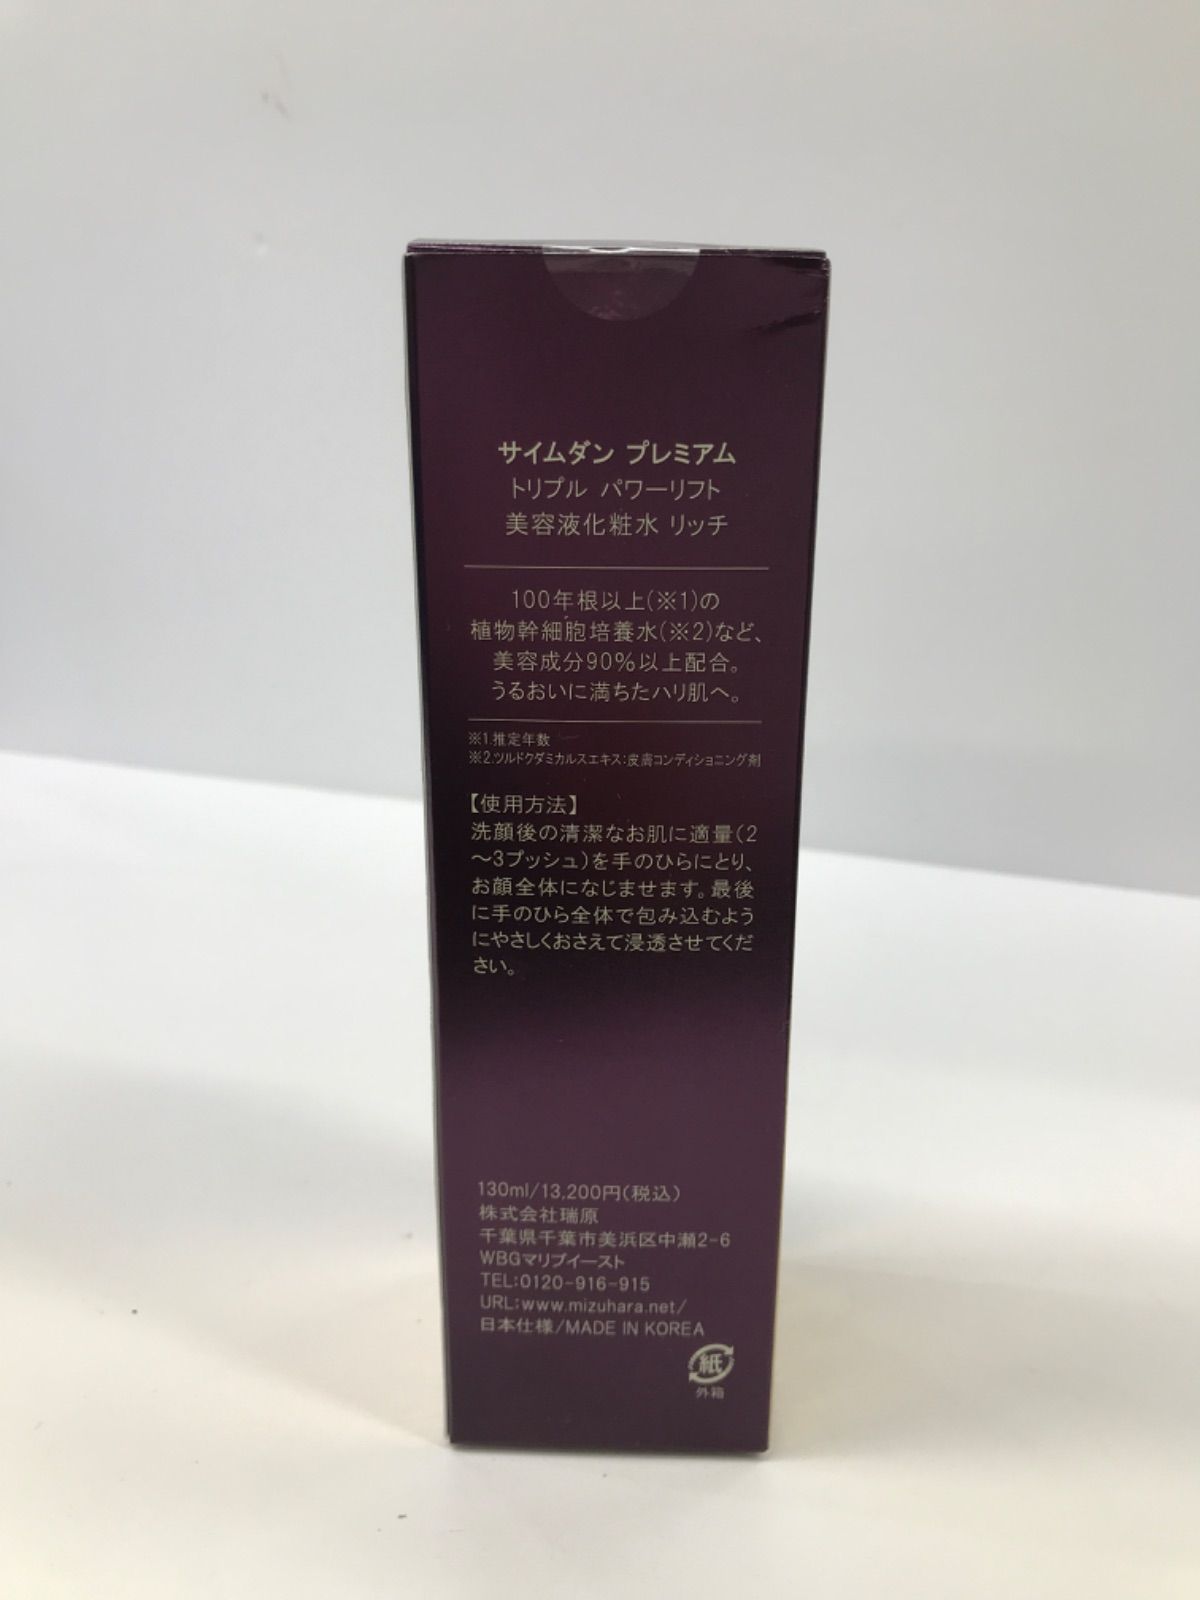 サイムダン プレミアム
トリプル パワーリフト
美容液化粧水 リッチ
100年根以上(※1)の
植物幹細胞培養水(※2)など、
美容成分90%以上配合。
うるおいに満ちたハリ肌へ。
※1.推定年数
※2.ツルドクダミカルスエキス:皮膚コンディショニング剤
【使用方法】
洗顔後の清潔なお肌に適量(2
〜3プッシュ)を手のひらにとり、
お顔全体になじませます。最後
に手のひら全体で包み込むよう
にやさしくおさえて浸透させてくだ
さい。
130ml/13,200円(税込)
株式会社瑞原
千葉県千葉市美浜区中瀬2-6
WBGマリブイースト
TEL:0120-916-915
URL:www.mizuhara.net/
日本仕様/MADE IN KOREA
紙
外箱